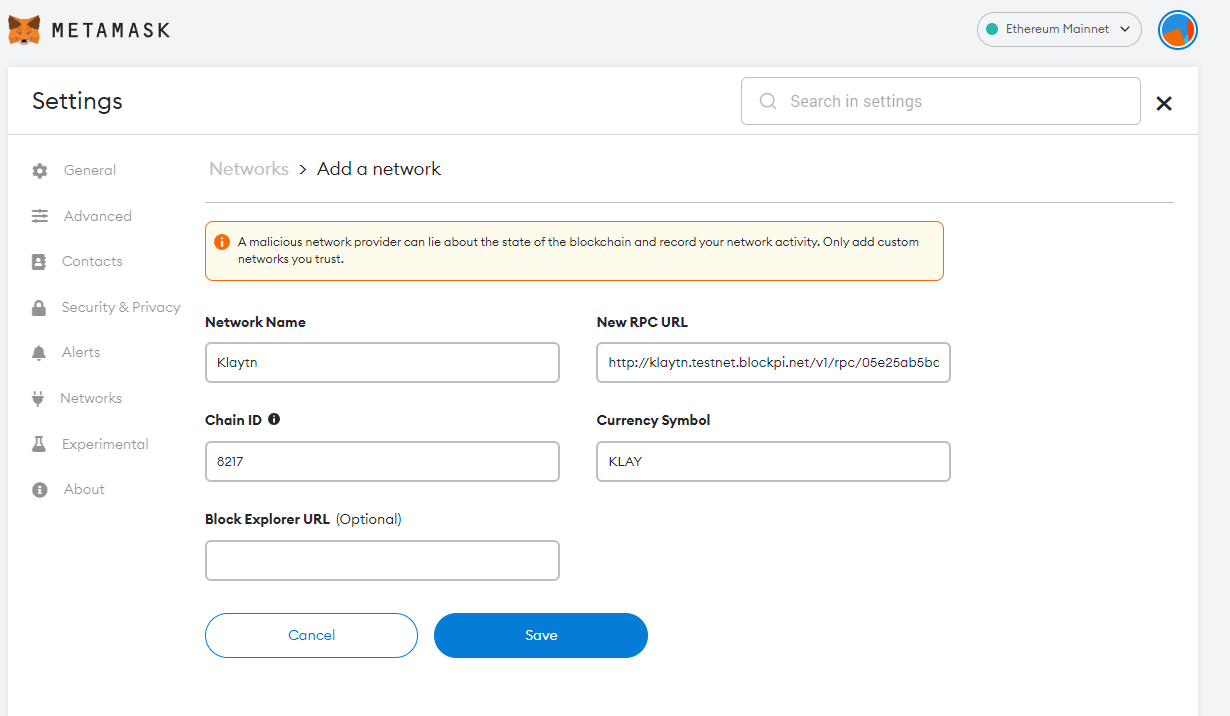 METAMASK
Ethereum Mainnet
Settings
Search in settings
General
Advanced
Contacts
Security & Privacy
Alerts
Networks
Experimental
About
Networks > Add a network
A malicious network provider can lie about the state of the blockchain and record your network activity. Only add custom
networks you trust.
Network Name
New RPC URL
Klaytn
http://klaytn.testnet.blockpi.net/v1/rpc/05e25ab5bc
Chain ID
Currency Symbol
8217
KLAY
Block Explorer URL (Optional)
Cancel
Save